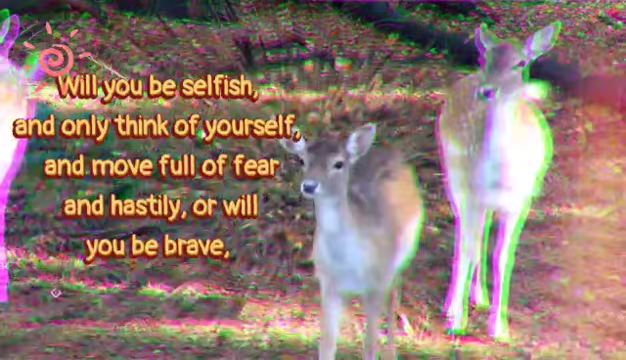 Will you be selfish,
and only think of yourself,
and move full of fear
and hastily, or will
you be brave,